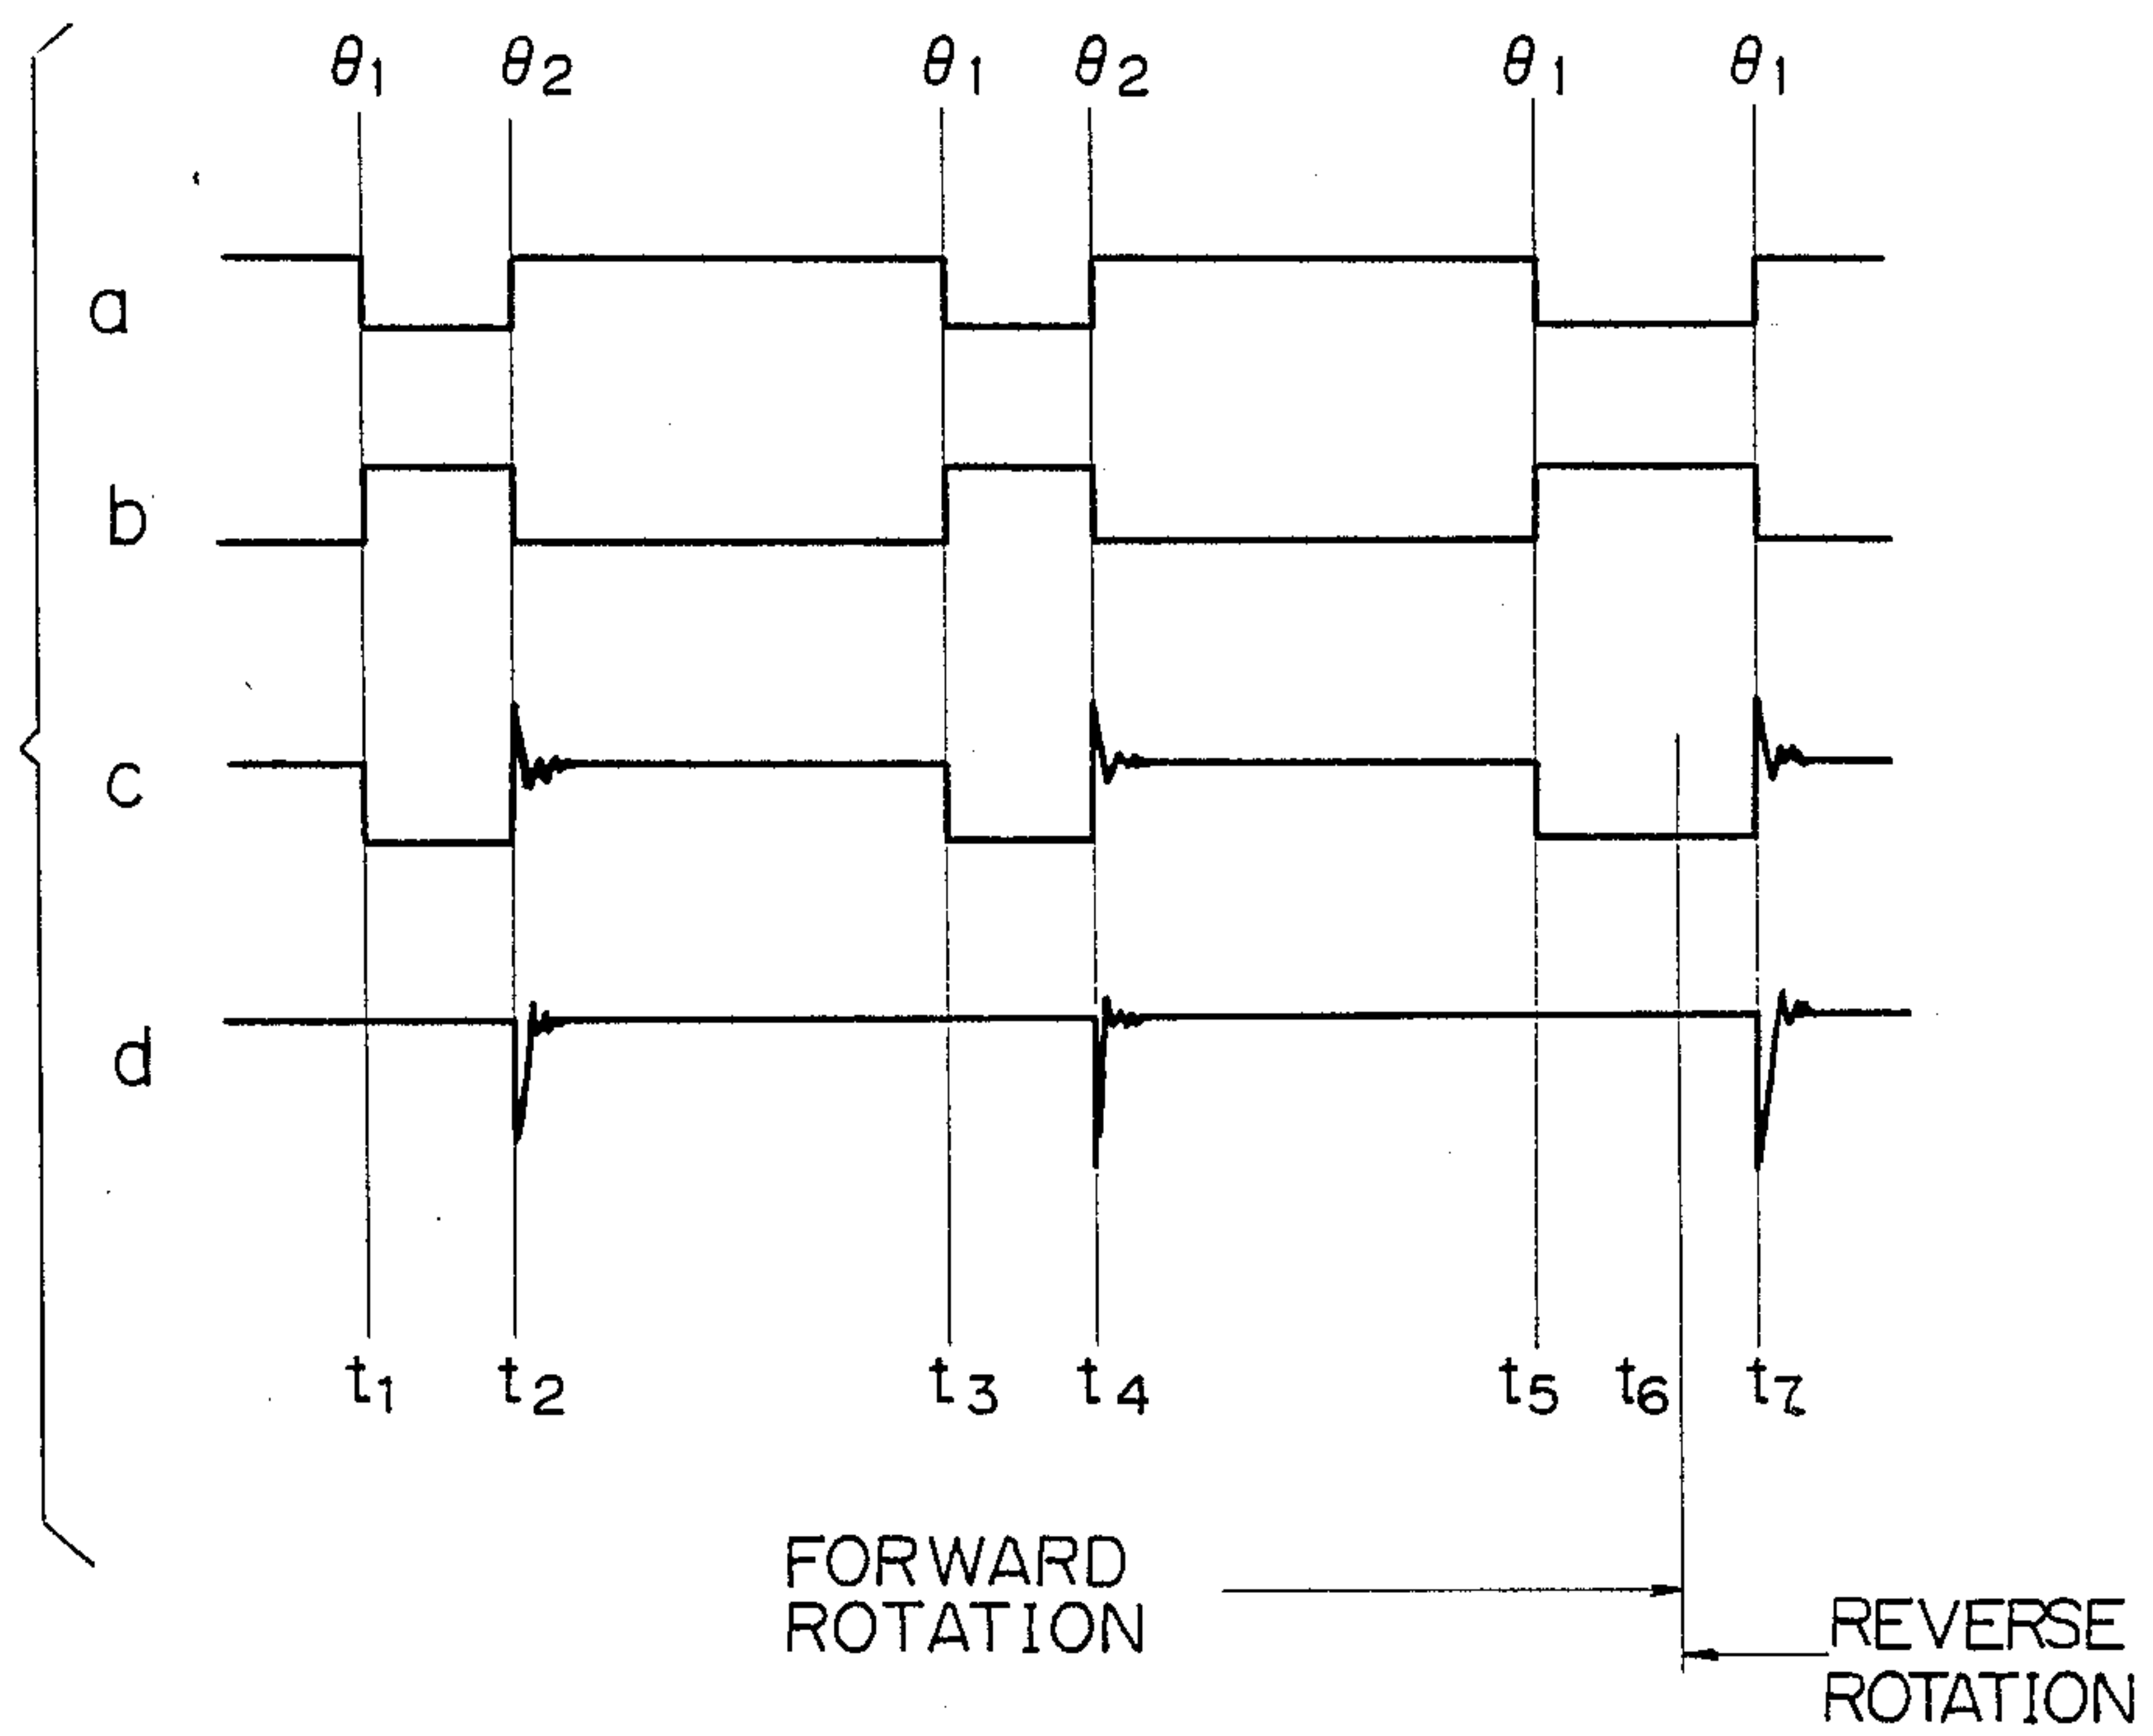 θ1 θ2 θ1 θ2 θ1 θ1
a
b
c
d
t1 t2 t3 t4 t5 t6 t7
FORWARD
ROTATION
REVERSE
ROTATION